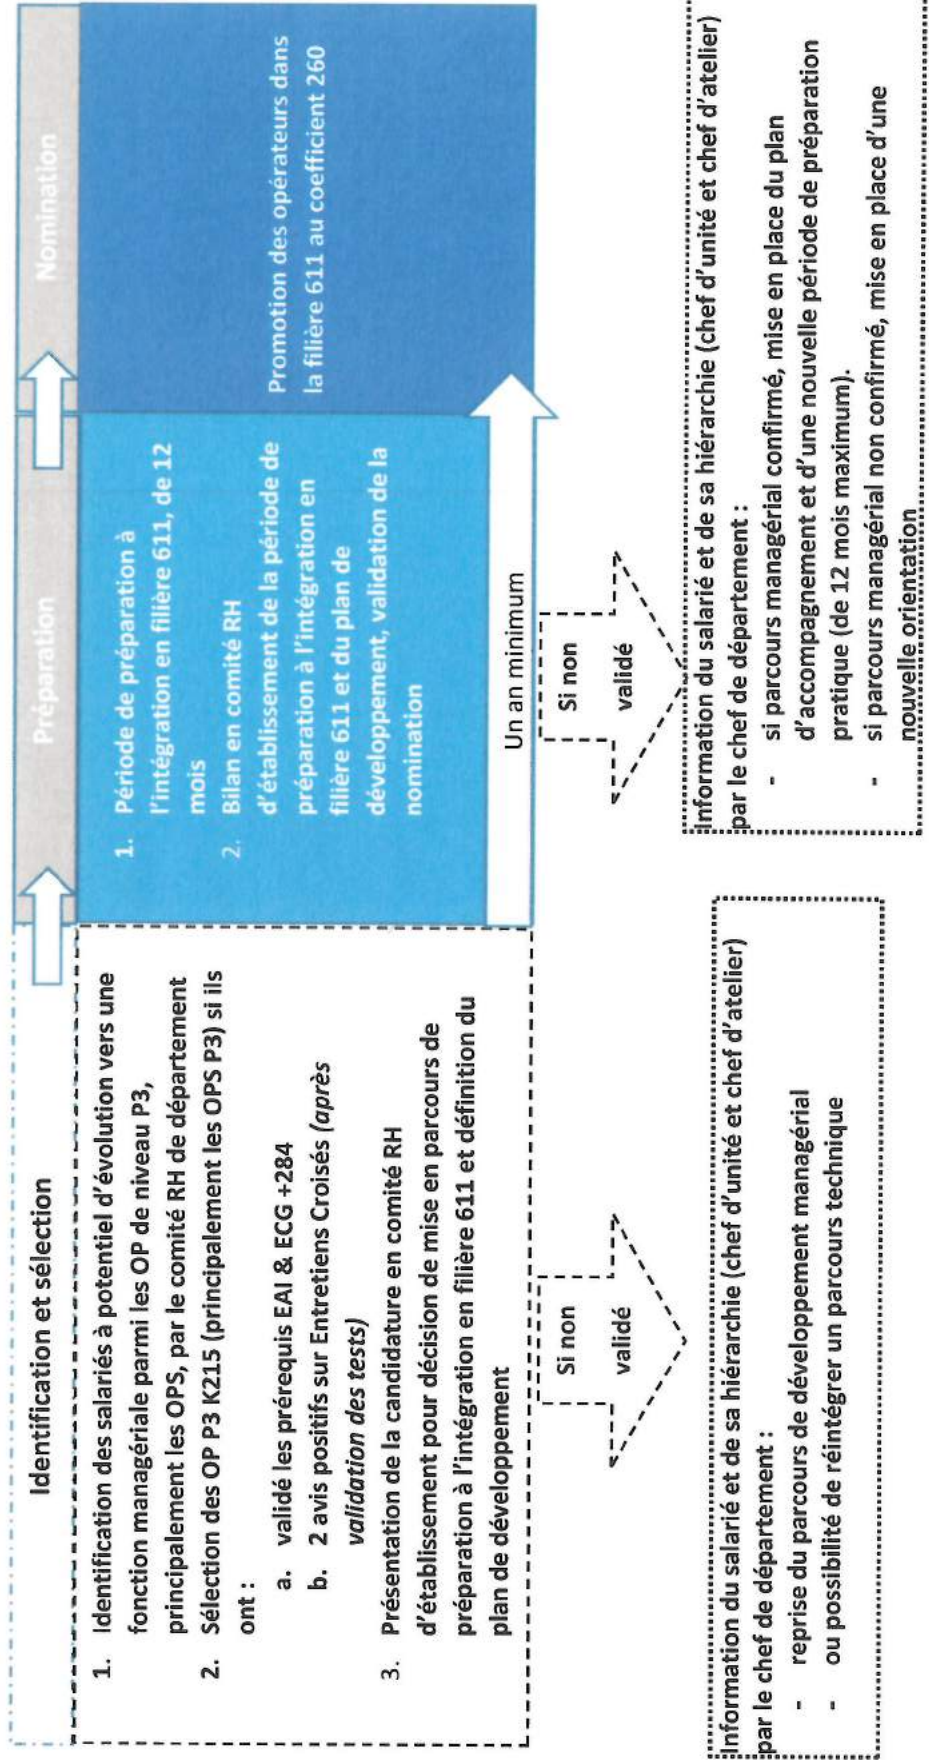 Identification et sélection
1. Identification des salariés à potentiel d'évolution vers une
fonction managériale parmi les OP de niveau P3,
principalement les OPS, par le comité RH de département
2. Sélection des OP P3 K215 (principalement les OPS P3) si ils
ont :
a. validé les prérequis EAI & ECG +284
b. 2 avis positifs sur Entretiens Croisés (après
validation des tests)
3. Présentation de la candidature en comité RH
d'établissement pour décision de mise en parcours de
préparation à l'intégration en filière 611 et définition du
plan de développement
Préparation
1. Période de préparation à
l'intégration en filière 611, de 12
mois
2. Bilan en comité RH
d'établissement de la période de
préparation à l'intégration en
filière 611 et du plan de
développement, validation de la
nomination
Nomination
Promotion des opérateurs dans
la filière 611 au coefficient 260
Un an minimum
Si non
validé
Information du salarié et de sa hiérarchie (chef d'unité et chef d'atelier)
par le chef de département :
- reprise du parcours de développement managérial
- ou possibilité de réintégrer un parcours technique
Si non
validé
Information du salarié et de sa hiérarchie (chef d'unité et chef d'atelier)
par le chef de département :
- si parcours managérial confirmé, mise en place du plan
d'accompagnement et d'une nouvelle période de préparation
pratique (de 12 mois maximum).
- si parcours managérial non confirmé, mise en place d'une
nouvelle orientation